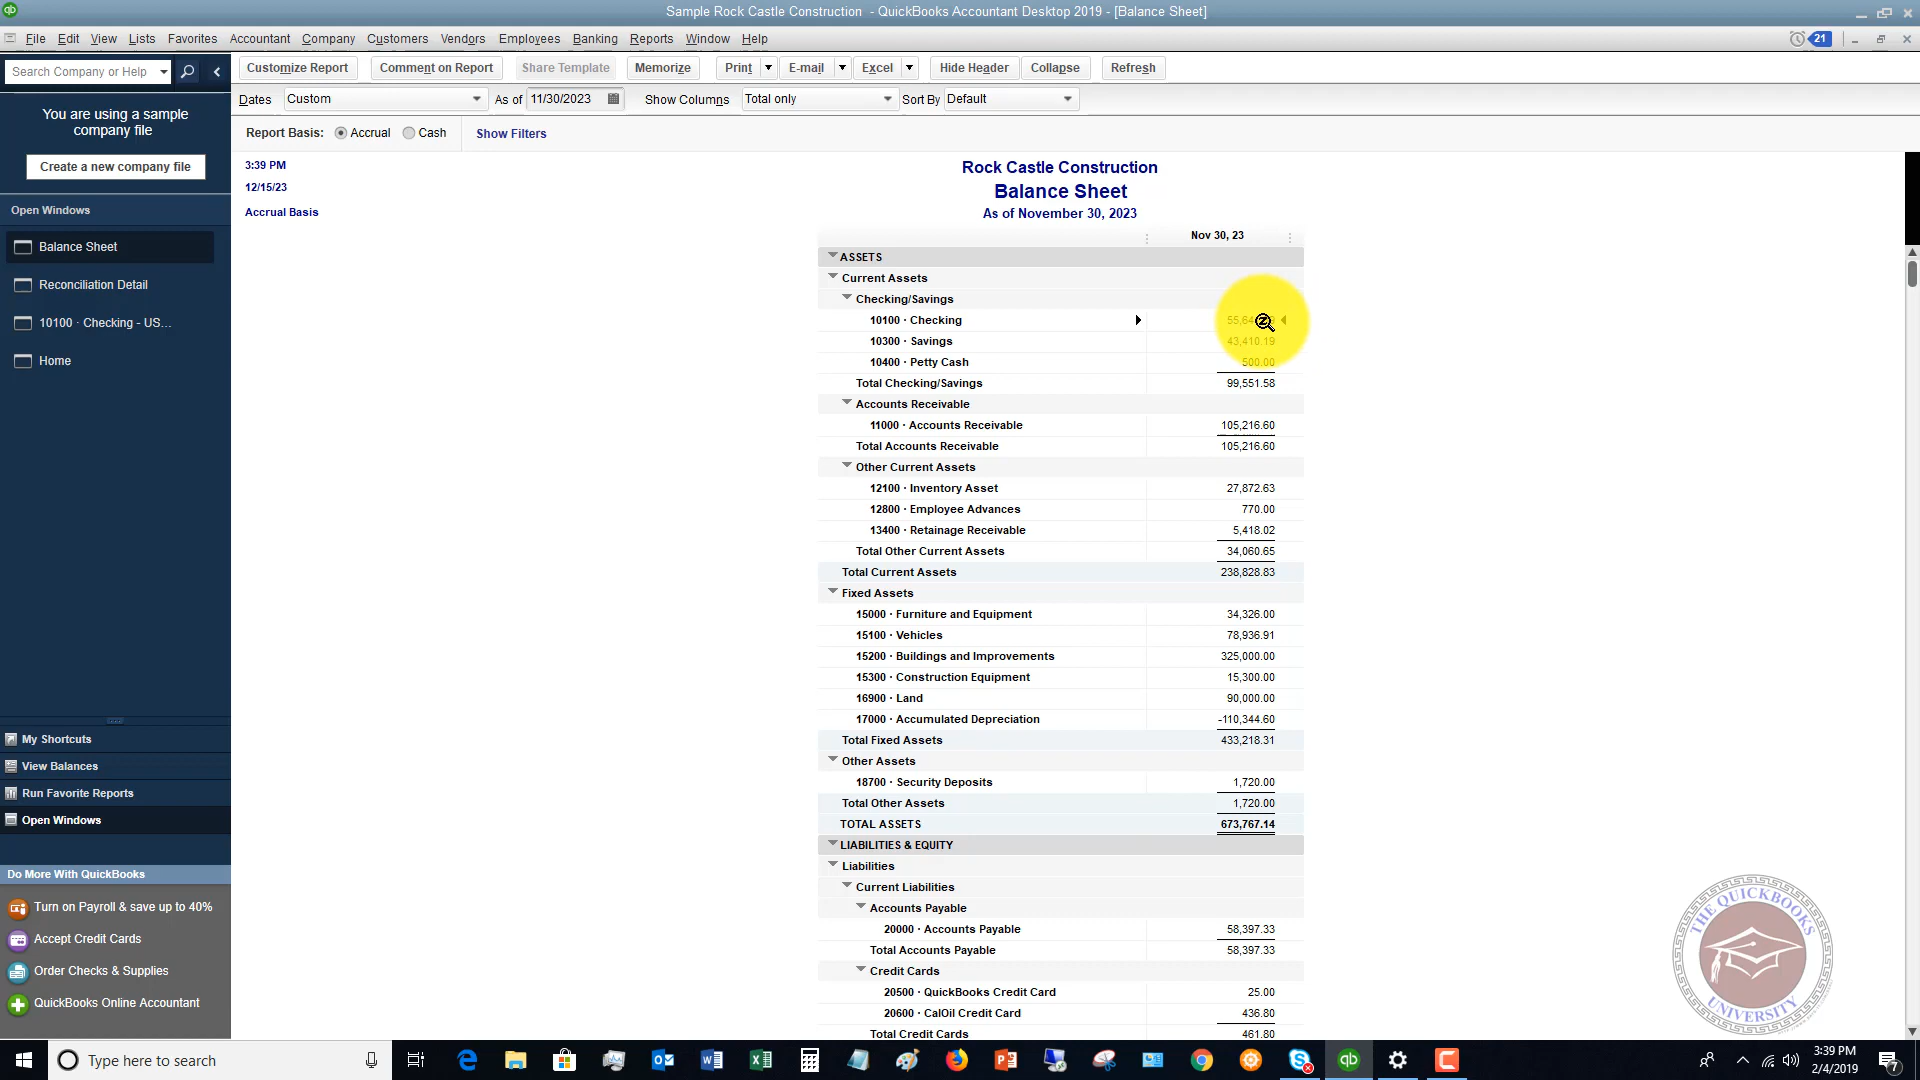 Sample Rock Castle Construction - QuickBooks Accountant Desktop 2019 - [Balance Sheet]
File Edit View Lists Favorites Accountant Company Customers Vendors Employees Banking Reports Window Help
21
Search Company or Help
Customize Report Comment on Report Share Template Memorize Print E-mail Excel Hide Header Collapse Refresh
Dates Custom As of 11/30/2023 Show Columns Total only Sort By Default
Report Basis: Accrual Cash Show Filters
You are using a sample
company file
Create a new company file
Open Windows
Balance Sheet
Reconciliation Detail
10100 · Checking - US...
Home
My Shortcuts
View Balances
Run Favorite Reports
Open Windows
Do More With QuickBooks
Turn on Payroll & save up to 40%
Accept Credit Cards
Order Checks & Supplies
QuickBooks Online Accountant
3:39 PM
12/15/23
Accrual Basis
Rock Castle Construction
Balance Sheet
As of November 30, 2023
Nov 30, 23
ASSETS
Current Assets
Checking/Savings
10100 · Checking
10300 · Savings 43,410.19
10400 · Petty Cash 500.00
Total Checking/Savings 99,551.58
Accounts Receivable
11000 · Accounts Receivable 105,216.60
Total Accounts Receivable 105,216.60
Other Current Assets
12100 · Inventory Asset 27,872.63
12800 · Employee Advances 770.00
13400 · Retainage Receivable 5,418.02
Total Other Current Assets 34,060.65
Total Current Assets 238,828.83
Fixed Assets
15000 · Furniture and Equipment 34,326.00
15100 · Vehicles 78,936.91
15200 · Buildings and Improvements 325,000.00
15300 · Construction Equipment 15,300.00
16900 · Land 90,000.00
17000 · Accumulated Depreciation -110,344.60
Total Fixed Assets 433,218.31
Other Assets
18700 · Security Deposits 1,720.00
Total Other Assets 1,720.00
TOTAL ASSETS 673,767.14
LIABILITIES & EQUITY
Liabilities
Current Liabilities
Accounts Payable
20000 · Accounts Payable 58,397.33
Total Accounts Payable 58,397.33
Credit Cards
20500 · QuickBooks Credit Card 25.00
20600 · CalOil Credit Card 436.80
Total Credit Cards 461.80
THE QUICKBOOKS
UNIVERSITY
Type here to search
3:39 PM
2/4/2019
7